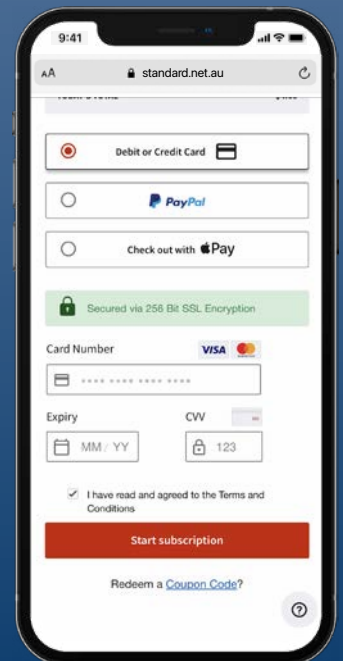 9:41
AA standard.net.au
Debit or Credit Card
PayPal
Check out with Pay
Secured via 256 Bit SSL Encryption
Card Number VISA
Expiry CVV
MM / YY 123
I have read and agreed to the Terms and
Conditions
Start subscription
Redeem a Coupon Code?
?